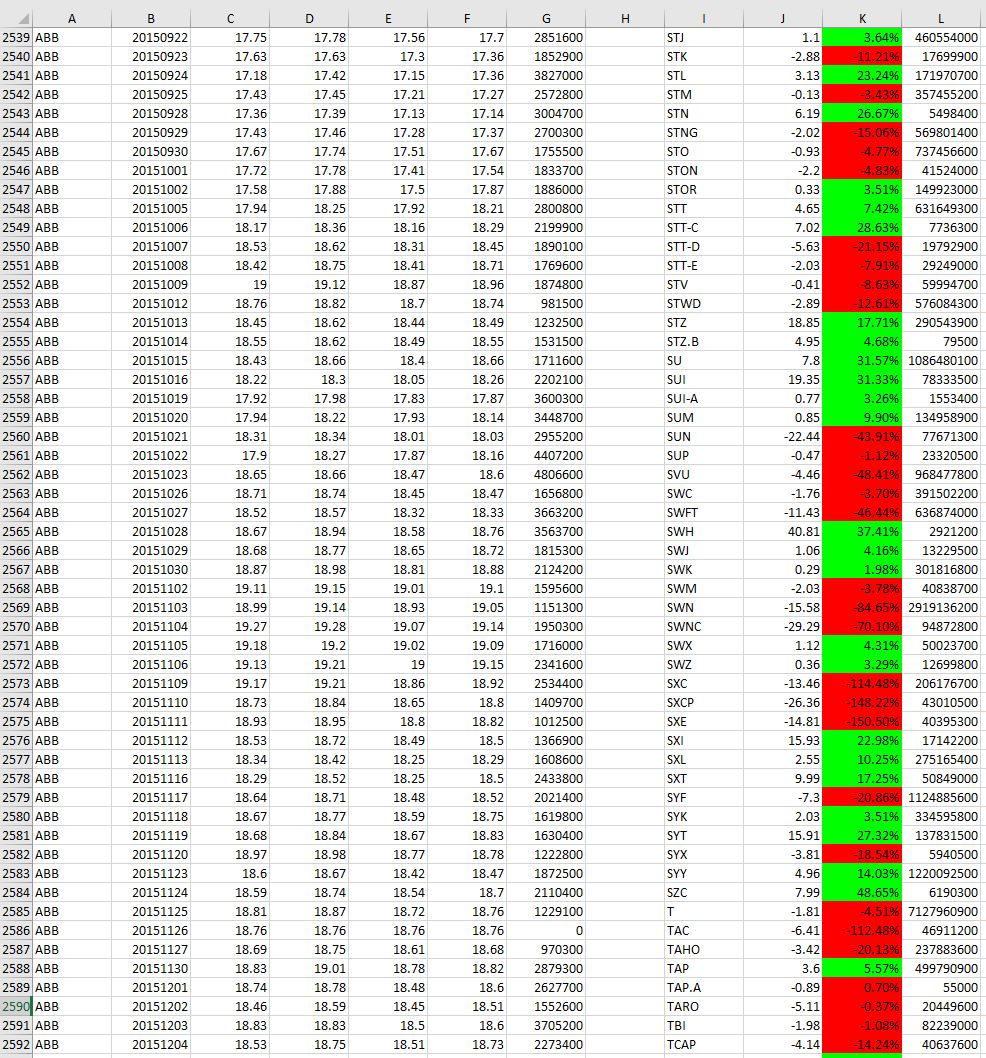 A B C D E F G H I J K L
2539 ABB 20150922 17.75 17.78 17.56 17.7 2851600 STJ 1.1 3.64% 460554000
2540 ABB 20150923 17.63 17.63 17.3 17.36 1852900 STK -2.88 -11.21% 17699900
2541 ABB 20150924 17.18 17.42 17.15 17.36 3827000 STL 3.13 23.24% 171970700
2542 ABB 20150925 17.43 17.45 17.21 17.27 2572800 STM -0.13 -3.43% 357455200
2543 ABB 20150928 17.36 17.39 17.13 17.14 3004700 STN 6.19 26.67% 5498400
2544 ABB 20150929 17.43 17.46 17.28 17.37 2700300 STNG -2.02 -15.06% 569801400
2545 ABB 20150930 17.67 17.74 17.51 17.67 1755500 STO -0.93 -4.77% 737456600
2546 ABB 20151001 17.72 17.78 17.41 17.54 1833700 STON -2.2 -4.83% 41524000
2547 ABB 20151002 17.58 17.88 17.5 17.87 1886000 STOR 0.33 3.51% 149923000
2548 ABB 20151005 17.94 18.25 17.92 18.21 2800800 STT 4.65 7.42% 631649300
2549 ABB 20151006 18.17 18.36 18.16 18.29 2199900 STT-C 7.02 28.63% 7736300
2550 ABB 20151007 18.53 18.62 18.31 18.45 1890100 STT-D -5.63 -21.15% 19792900
2551 ABB 20151008 18.42 18.75 18.41 18.71 1769600 STT-E -2.03 -7.91% 29249000
2552 ABB 20151009 19 19.12 18.87 18.96 1874800 STV -0.41 -8.63% 59994700
2553 ABB 20151012 18.76 18.82 18.7 18.74 981500 STWD -2.89 -12.61% 576084300
2554 ABB 20151013 18.45 18.62 18.44 18.49 1232500 STZ 18.85 17.71% 290543900
2555 ABB 20151014 18.55 18.62 18.49 18.55 1531500 STZ.B 4.95 4.68% 79500
2556 ABB 20151015 18.43 18.66 18.4 18.66 1711600 SU 7.8 31.57% 1086480100
2557 ABB 20151016 18.22 18.3 18.05 18.26 2202100 SUI 19.35 31.33% 78333500
2558 ABB 20151019 17.92 17.98 17.83 17.87 3600300 SUI-A 0.77 3.26% 1553400
2559 ABB 20151020 17.94 18.22 17.93 18.14 3448700 SUM 0.85 9.90% 134958900
2560 ABB 20151021 18.31 18.34 18.01 18.03 2955200 SUN -22.44 -43.91% 77671300
2561 ABB 20151022 17.9 18.27 17.87 18.16 4407200 SUP -0.47 -1.12% 23320500
2562 ABB 20151023 18.65 18.66 18.47 18.6 4806600 SVU -4.46 -48.41% 968477800
2563 ABB 20151026 18.71 18.74 18.45 18.47 1656800 SWC -1.76 -3.70% 391502200
2564 ABB 20151027 18.52 18.57 18.32 18.33 3663200 SWFT -11.43 -46.44% 636874000
2565 ABB 20151028 18.67 18.94 18.58 18.76 3563700 SWH 40.81 37.41% 2921200
2566 ABB 20151029 18.68 18.77 18.65 18.72 1815300 SWJ 1.06 4.16% 13229500
2567 ABB 20151030 18.87 18.98 18.81 18.88 2124200 SWK 0.29 1.98% 301816800
2568 ABB 20151102 19.11 19.15 19.01 19.1 1595600 SWM -2.03 -3.78% 40838700
2569 ABB 20151103 18.99 19.14 18.93 19.05 1151300 SWN -15.58 -84.65% 2919136200
2570 ABB 20151104 19.27 19.28 19.07 19.14 1950300 SWNC -29.29 -70.10% 94872800
2571 ABB 20151105 19.18 19.2 19.02 19.09 1716000 SWX 1.12 4.31% 50023700
2572 ABB 20151106 19.13 19.21 19 19.15 2341600 SWZ 0.36 3.29% 12699800
2573 ABB 20151109 19.17 19.21 18.86 18.92 2534400 SXC -13.46 -114.48% 206176700
2574 ABB 20151110 18.73 18.84 18.65 18.8 1409700 SXCP -26.36 -148.22% 43010500
2575 ABB 20151111 18.93 18.95 18.8 18.82 1012500 SXE -14.81 -150.50% 40395300
2576 ABB 20151112 18.53 18.72 18.49 18.5 1366900 SXI 15.93 22.98% 17142200
2577 ABB 20151113 18.34 18.42 18.25 18.29 1608600 SXL 2.55 10.25% 275165400
2578 ABB 20151116 18.29 18.52 18.25 18.5 2433800 SXT 9.99 17.25% 50849000
2579 ABB 20151117 18.64 18.71 18.48 18.52 2021400 SYF -7.3 -20.86% 1124885600
2580 ABB 20151118 18.67 18.77 18.59 18.75 1619800 SYK 2.03 3.51% 334595800
2581 ABB 20151119 18.68 18.84 18.67 18.83 1630400 SYT 15.91 27.32% 137831500
2582 ABB 20151120 18.97 18.98 18.77 18.78 1222800 SYX -3.81 -18.54% 5940500
2583 ABB 20151123 18.6 18.67 18.42 18.47 1872500 SYY 4.96 14.03% 1220092500
2584 ABB 20151124 18.59 18.74 18.54 18.7 2110400 SZC 7.99 48.65% 6190300
2585 ABB 20151125 18.81 18.87 18.72 18.76 1229100 T -1.81 -4.51% 7127960900
2586 ABB 20151126 18.76 18.76 18.76 18.76 0 TAC -6.41 -112.48% 46911200
2587 ABB 20151127 18.69 18.75 18.61 18.68 970300 TAHO -3.42 -20.13% 237883600
2588 ABB 20151130 18.83 19.01 18.78 18.82 2879300 TAP 3.6 5.57% 499790900
2589 ABB 20151201 18.74 18.78 18.48 18.6 2627700 TAP.A -0.89 0.70% 55000
2590 ABB 20151202 18.46 18.59 18.45 18.51 1552600 TARO -5.11 -0.37% 20449600
2591 ABB 20151203 18.83 18.83 18.5 18.6 3705200 TBI -1.98 -1.08% 82239000
2592 ABB 20151204 18.53 18.75 18.51 18.73 2273400 TCAP -4.14 -14.24% 40637600